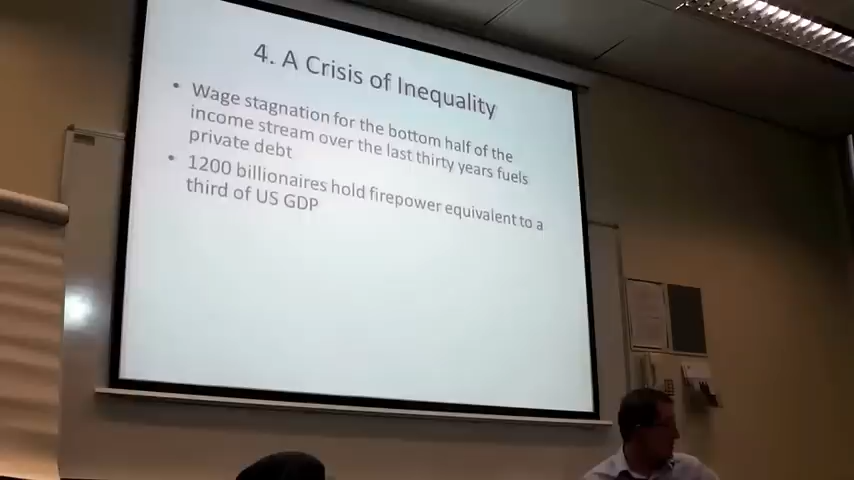 4. A Crisis of Inequality
• Wage stagnation for the bottom half of the
income stream over the last thirty years fuels
private debt
• 1200 billionaires hold firepower equivalent to a
third of US GDP